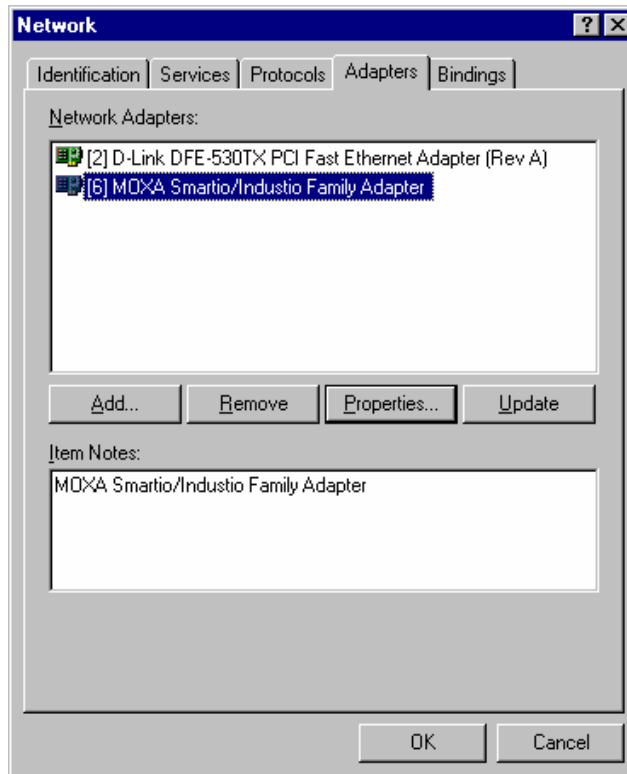 Network
Identification Services Protocols Adapters Bindings
Network Adapters:
[2] D-Link DFE-530TX PCI Fast Ethernet Adapter (Rev A)
[6] MOXA Smartio/Industio Family Adapter
Add... Remove Properties... Update
Item Notes:
MOXA Smartio/Industio Family Adapter
OK Cancel